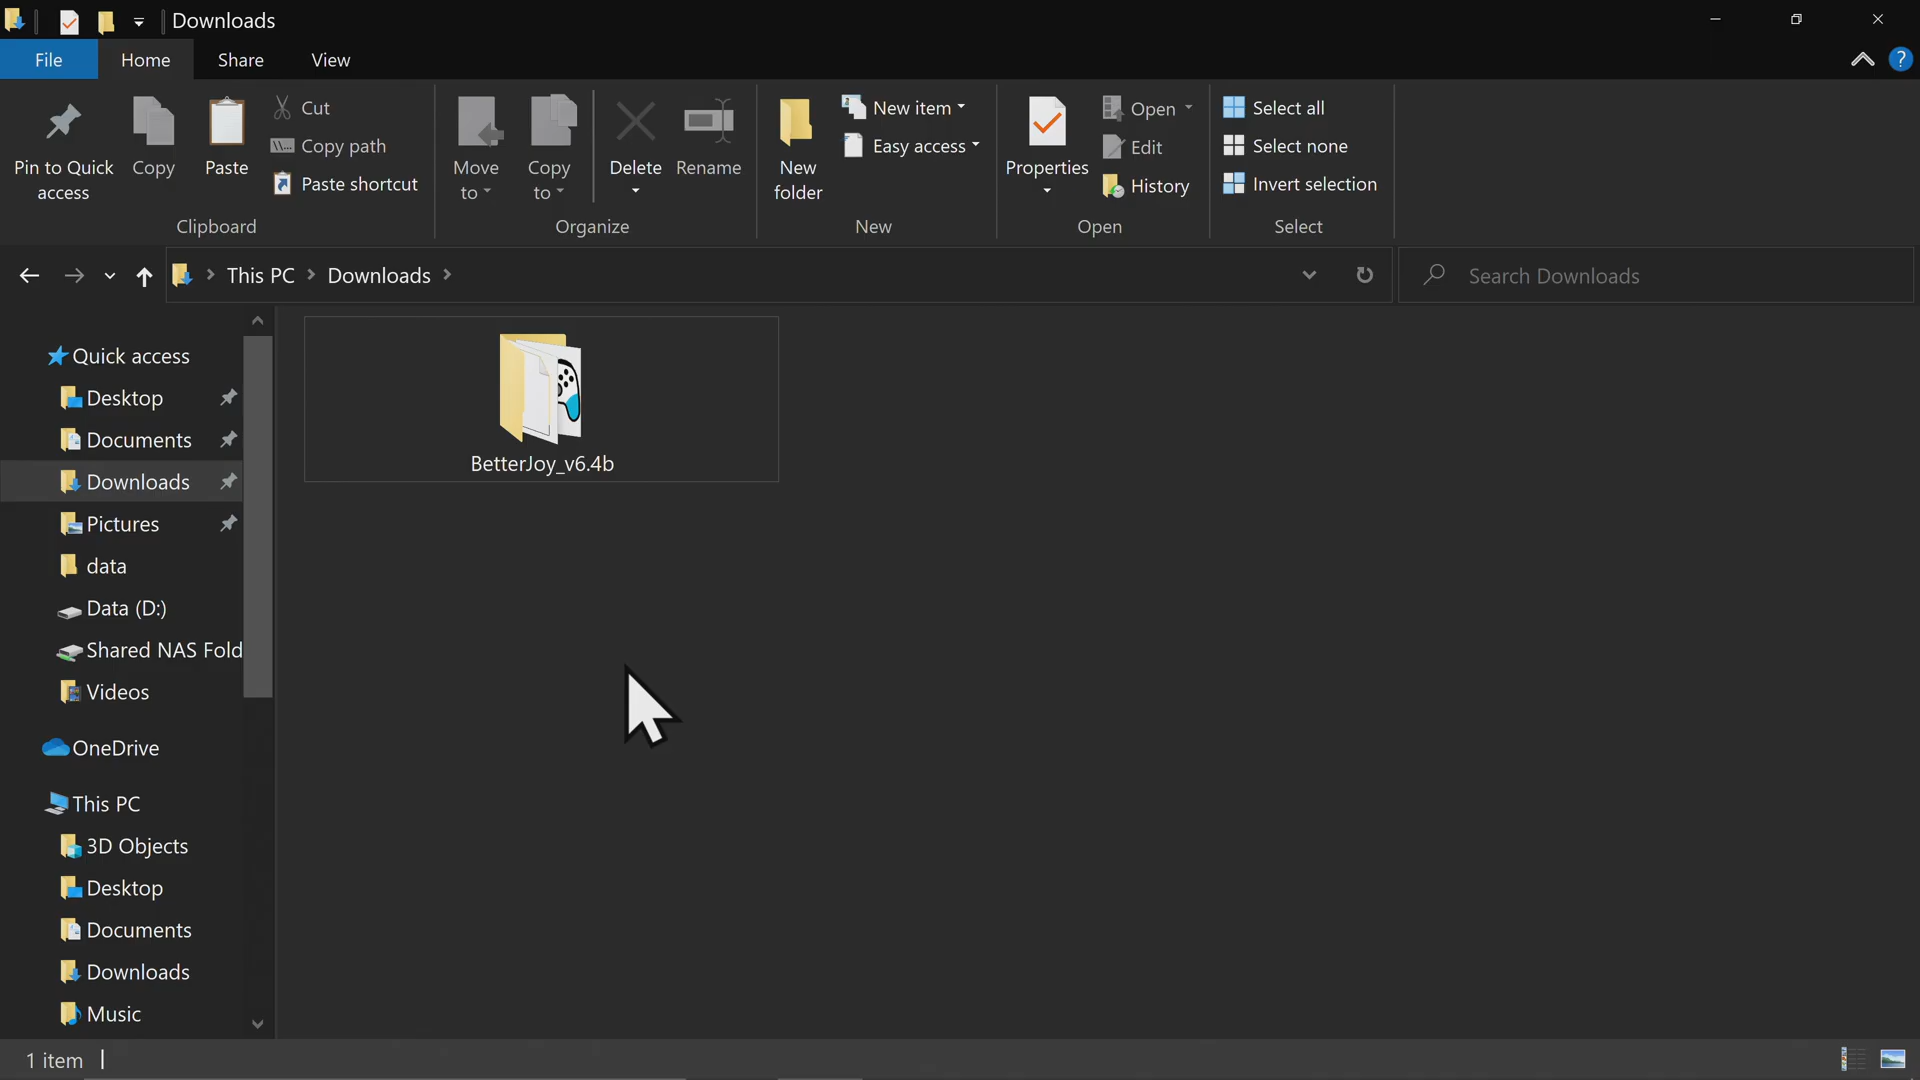 Downloads
File Home Share View
?
Pin to Quick access
Copy
Paste
Cut
Copy path
Paste shortcut
Clipboard
Move to
Copy to
Delete
Rename
Organize
New folder
New item
Easy access
New
Properties
Open
Edit
History
Open
Select all
Select none
Invert selection
Select
This PC Downloads
Search Downloads
Quick access
Desktop
Documents
Downloads
Pictures
data
Data (D:)
Shared NAS Fold
Videos
OneDrive
This PC
3D Objects
Desktop
Documents
Downloads
Music
BetterJoy_v6.4b
1 item